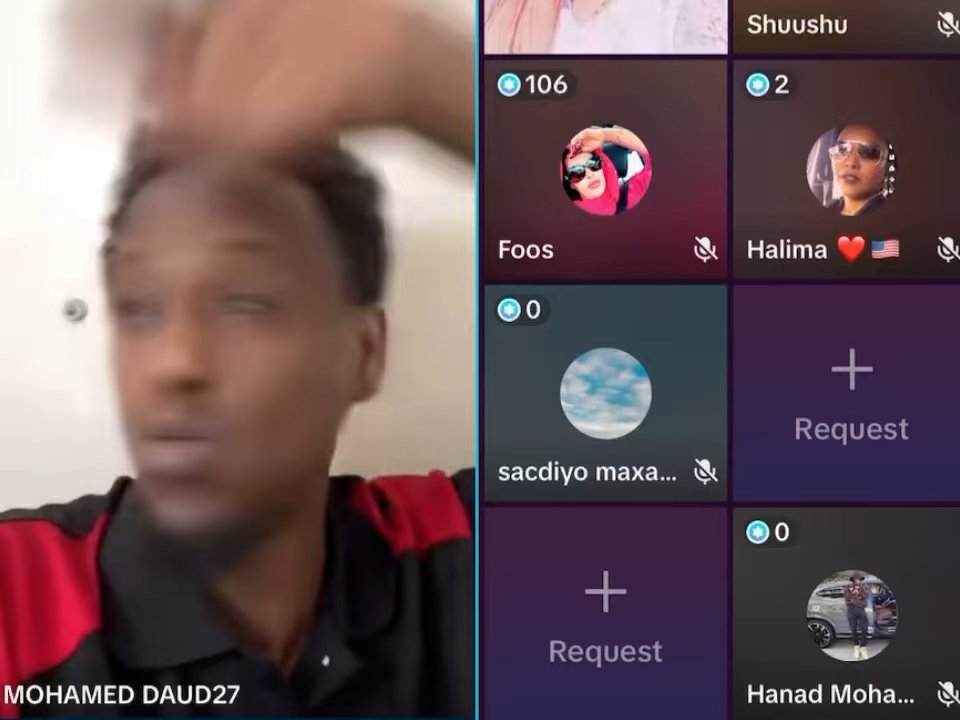 Shuushu
106
2
Foos
Halima ❤️ 🇺🇸
0
Request
sacdiyo maxa...
0
Request
MOHAMED DAUD27
Hanad Moha...